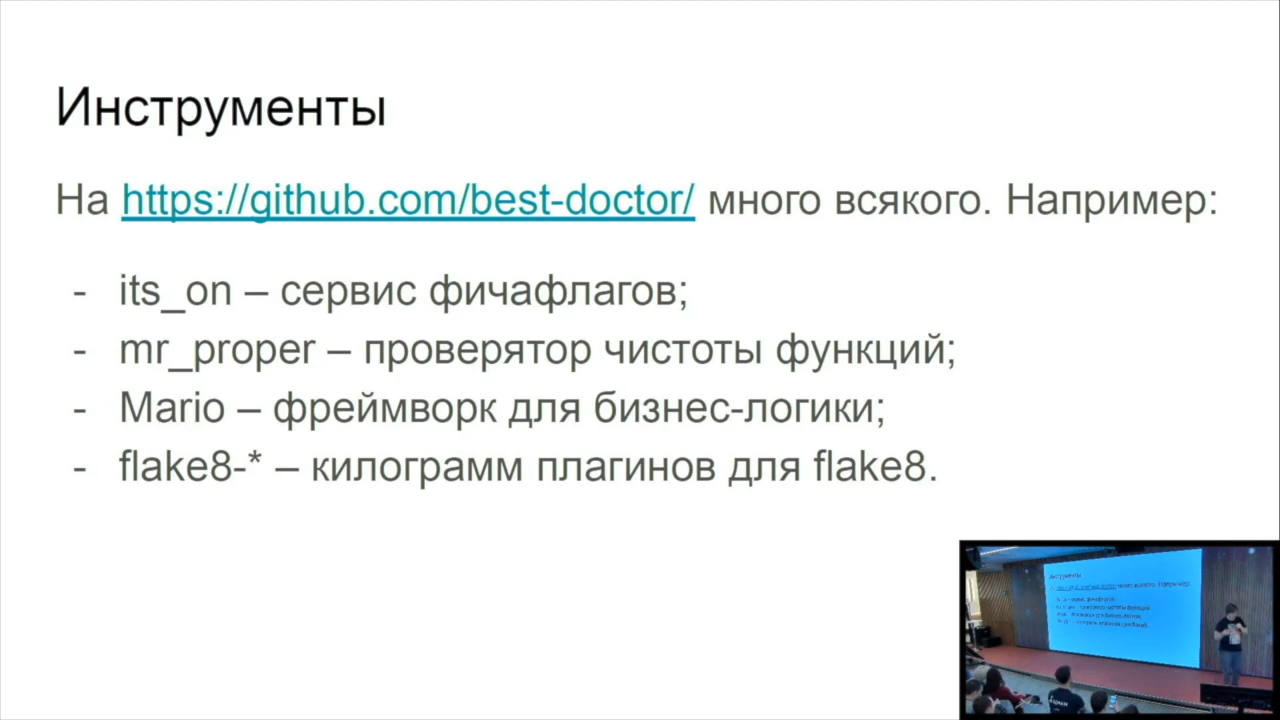 Инструменты
На https://github.com/best-doctor/ много всякого. Например:
- its_on – сервис фичафлагов;
- mr_proper – проверятор чистоты функций;
- Mario – фреймворк для бизнес-логики;
- flake8-* – килограмм плагинов для flake8.